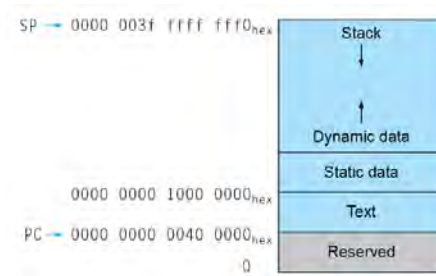 SP → 0000 003f ffff fff0hex
Stack
Dynamic data
Static data
0000 0000 1000 0000hex
Text
PC → 0000 0000 0040 0000hex
Reserved
0